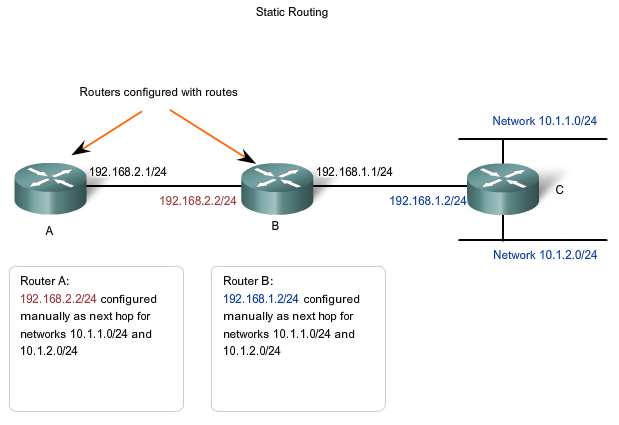 Static Routing
Routers configured with routes
Network 10.1.1.0/24
192.168.2.1/24
192.168.1.1/24
192.168.2.2/24
192.168.1.2/24
C
A
B
Network 10.1.2.0/24
Router A:
192.168.2.2/24 configured
manually as next hop for
networks 10.1.1.0/24 and
10.1.2.0/24
Router B:
192.168.1.2/24 configured
manually as next hop for
networks 10.1.1.0/24 and
10.1.2.0/24